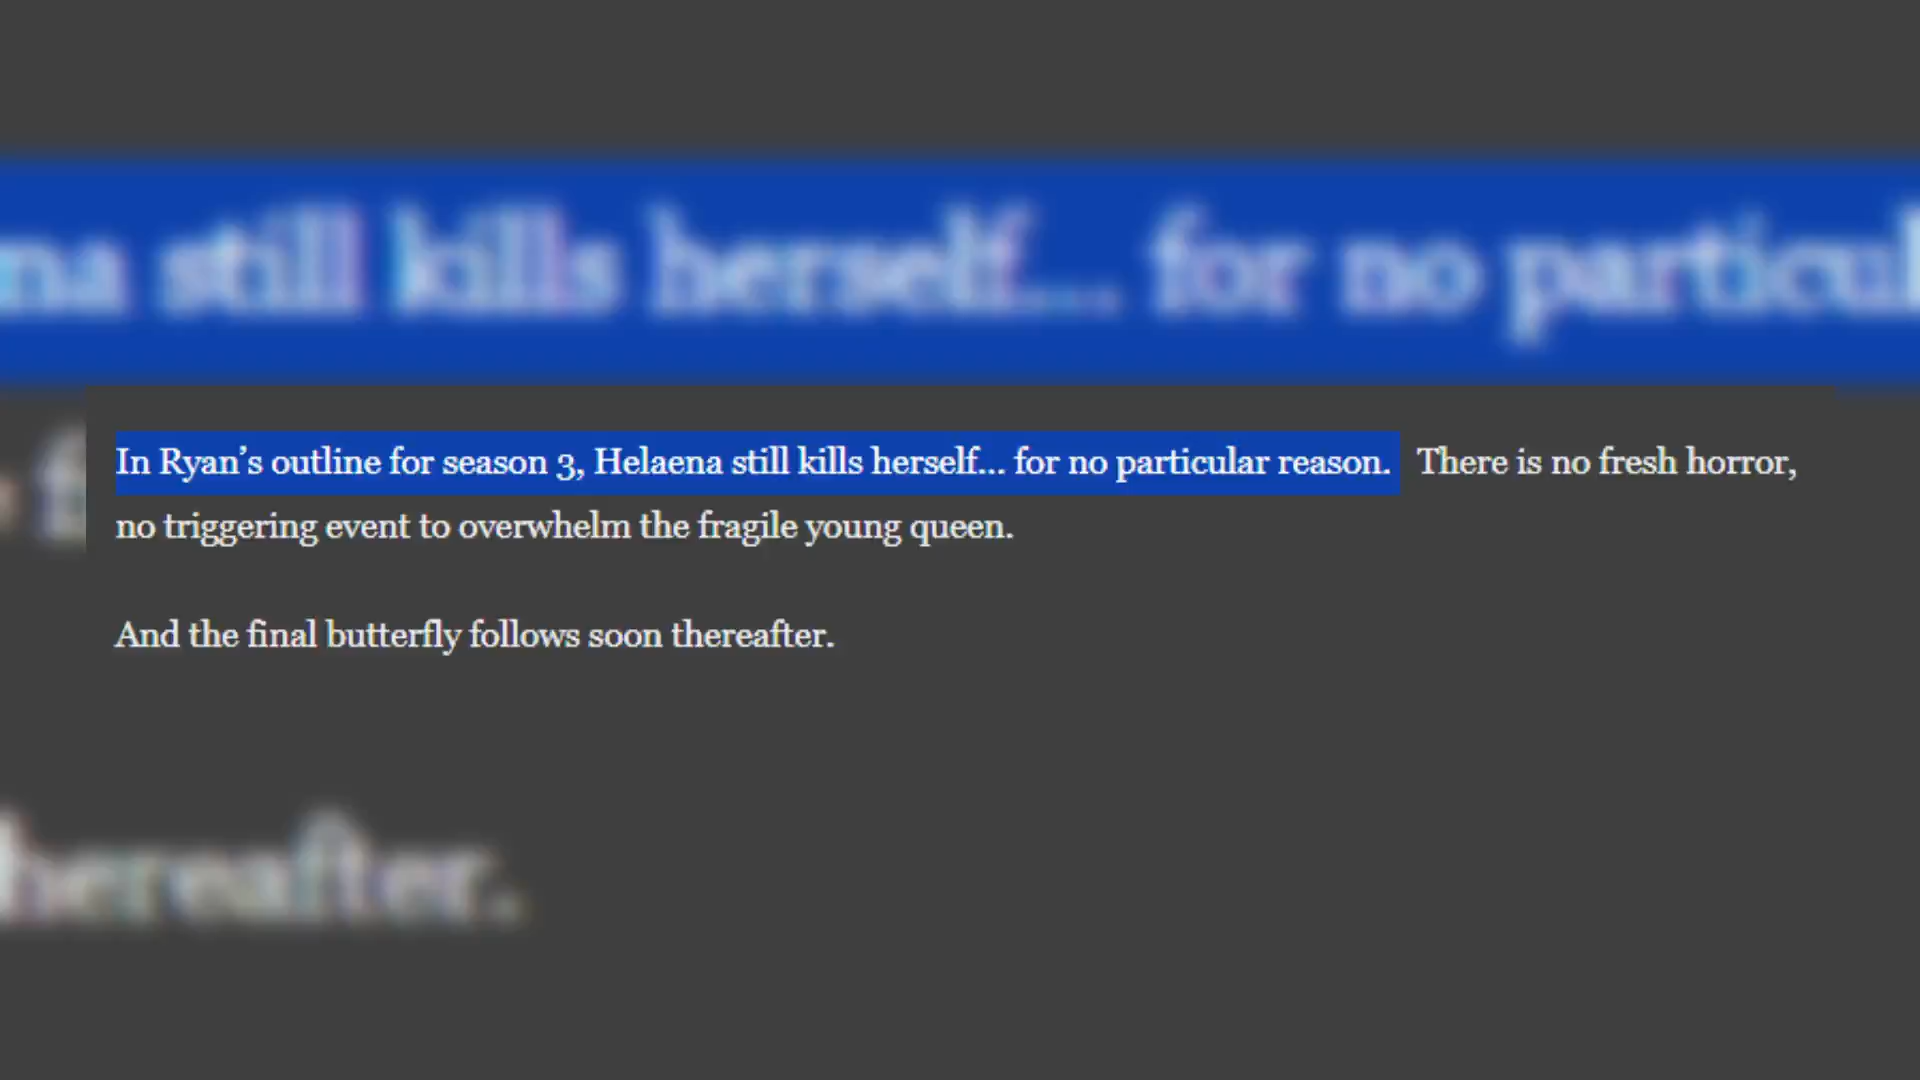 na still kills herself... for no particul
In Ryan’s outline for season 3, Helaena still kills herself... for no particular reason.  There is no fresh horror,
no triggering event to overwhelm the fragile young queen.
And the final butterfly follows soon thereafter.
hereafter.